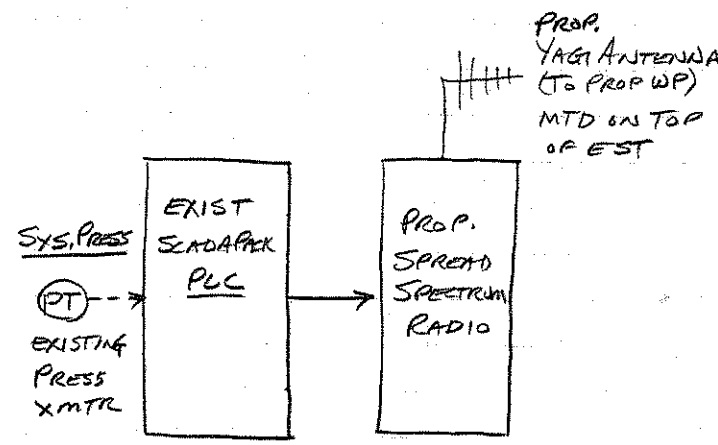 PROP.
YAGI ANTENNA
(TO PROP WP)
MTD ON TOP
OF EST
SYS. PRESS
PT
EXISTING
PRESS
XMTR
EXIST
SCADAPACK
PLC
PROP.
SPREAD
SPECTRUM
RADIO